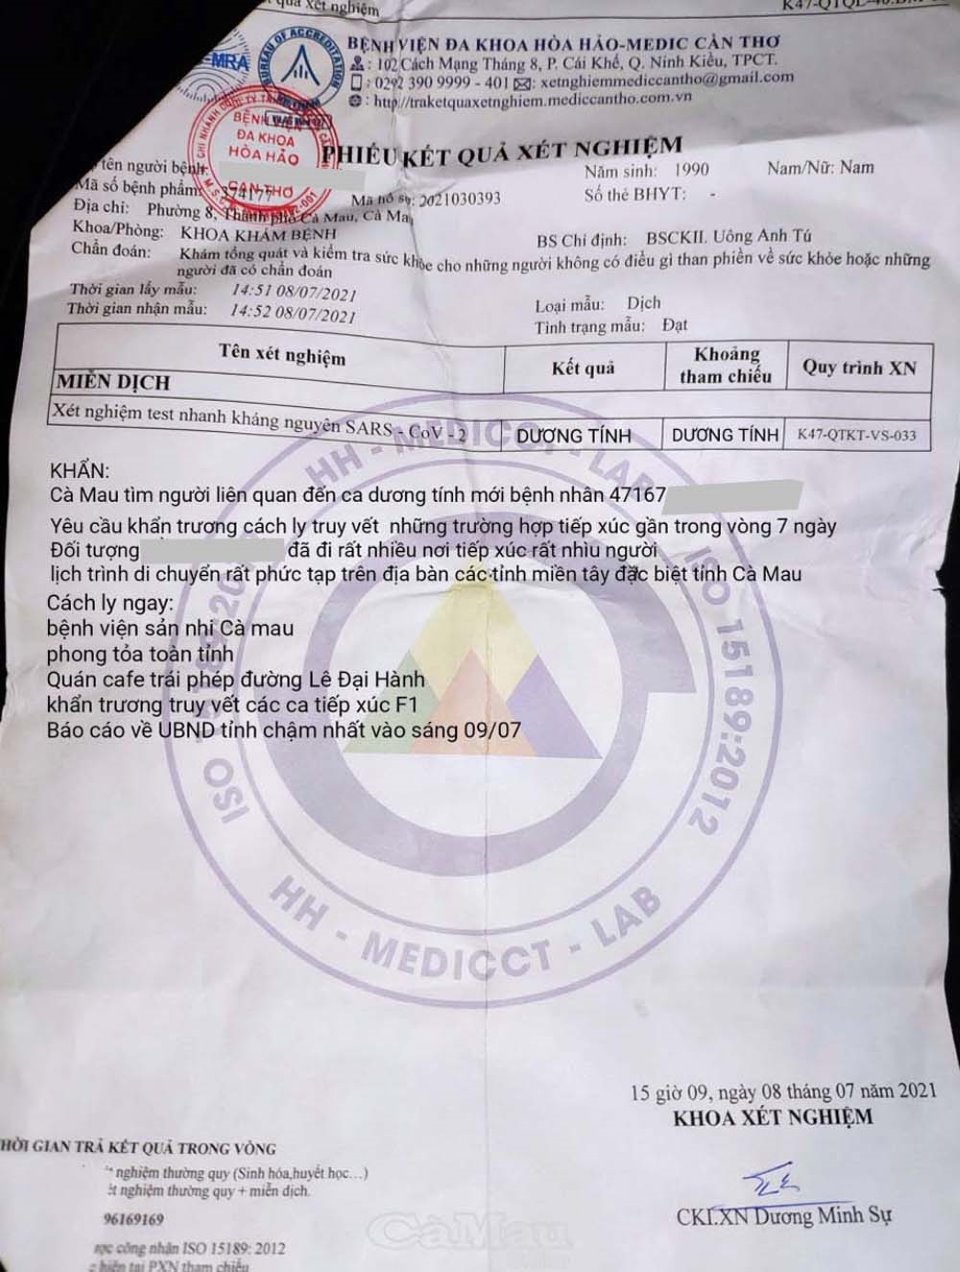 quả Xét nghiệm
BỆNH VIỆN ĐA KHOA HÒA HẢO-MEDIC CẦN THƠ
: 102 Cách Mạng Tháng 8, P. Cái Khế, Q. Ninh Kiều, TPCT.
: 0292 390 9999 - 401 : xetnghiemmediccantho@gmail.com
: http://traketquaxetnghiem.mediccantho.com.vn
BUREAU OF ACCREDITATION
BỆNH VIỆN
ĐA KHOA
HÒA HẢO
CẦN THƠ
PHIẾU KẾT QUẢ XÉT NGHIỆM
tên người bệnh: Năm sinh: 1990 Nam/Nữ: Nam
Mã số bệnh phẩm: 374177 Mã hồ sơ: 2021030393 Số thẻ BHYT: -
Địa chỉ: Phường 8, Thành phố Cà Mau, Cà Ma
Khoa/Phòng: KHOA KHÁM BỆNH BS Chỉ định: BSCKII. Uông Anh Tú
Chẩn đoán: Khám tổng quát và kiểm tra sức khỏe cho những người không có điều gì than phiền về sức khỏe hoặc những
người đã có chẩn đoán
Thời gian lấy mẫu: 14:51 08/07/2021 Loại mẫu: Dịch
Thời gian nhận mẫu: 14:52 08/07/2021 Tình trạng mẫu: Đạt
Tên xét nghiệm Kết quả Khoảng tham chiếu Quy trình XN
MIỄN DỊCH
Xét nghiệm test nhanh kháng nguyên SARS - CoV - 2 DƯƠNG TÍNH DƯƠNG TÍNH K47-QTKT-VS-033
KHẨN:
Cà Mau tìm người liên quan đến ca dương tính mới bệnh nhân 47167
Yêu cầu khẩn trương cách ly truy vết những trường hợp tiếp xúc gần trong vòng 7 ngày
Đối tượng đã đi rất nhiều nơi tiếp xúc rất nhìu người
lịch trình di chuyển rất phức tạp trên địa bàn các tỉnh miền tây đặc biệt tỉnh Cà Mau
Cách ly ngay:
bệnh viện sản nhi Cà mau
phong tỏa toàn tỉnh
Quán cafe trái phép đường Lê Đại Hành
khẩn trương truy vết các ca tiếp xúc F1
Báo cáo về UBND tỉnh chậm nhất vào sáng 09/07
HH - MEDICCT - LAB
ISO 15189:2012
HH - MEDICCT - LAB
15 giờ 09, ngày 08 tháng 07 năm 2021
KHOA XÉT NGHIỆM
CKI.XN Dương Minh Sự
HỜI GIAN TRẢ KẾT QUẢ TRONG VÒNG
nghiệm thường quy (Sinh hóa,huyết học...)
nghiệm thường quy + miễn dịch.
96169169
công nhận ISO 15189: 2012
hiện tại PXN tham chiếu
CàMau